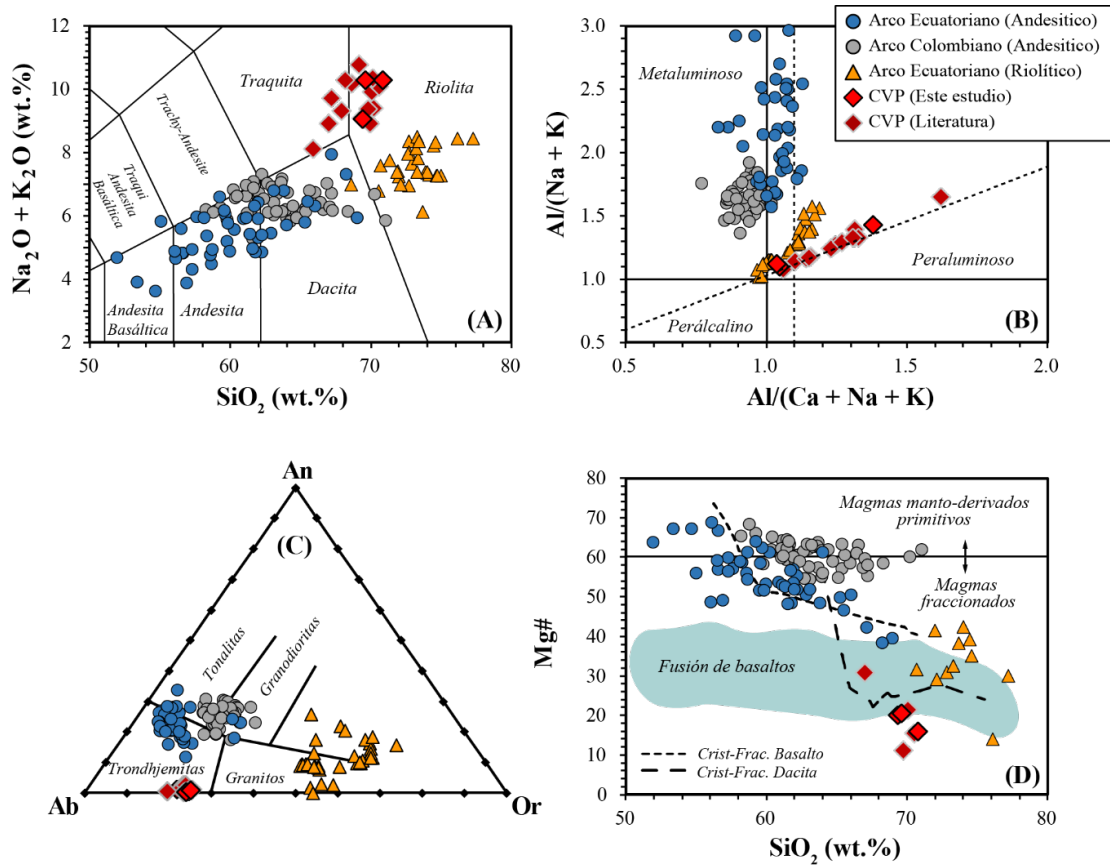 12
10
8
6
4
2
Na₂O + K₂O (wt.%)
Traquita
Riolita
Trachy-Andesite
Traqui
Andesita
Basáltica
Andesita
Basáltica
Andesita
Dacita
(A)
50
60
70
80
SiO₂ (wt.%)
3.0
2.5
2.0
1.5
1.0
0.5
Al/(Na + K)
Metaluminoso
Peraluminoso
Perálcalino
(B)
0.5
1.0
1.5
2.0
Al/(Ca + Na + K)
Arco Ecuatoriano (Andesitico)
Arco Colombiano (Andesitico)
Arco Ecuatoriano (Riolítico)
CVP (Este estudio)
CVP (Literatura)
An
(C)
Tonalitas
Granodioritas
Trondhjemitas
Granitos
Ab
Or
80
70
60
50
40
30
20
10
0
Mg#
Magmas manto-derivados
primitivos
Magmas
fraccionados
Fusión de basaltos
Crist-Frac. Basalto
Crist-Frac. Dacita
(D)
50
60
70
80
SiO₂ (wt.%)